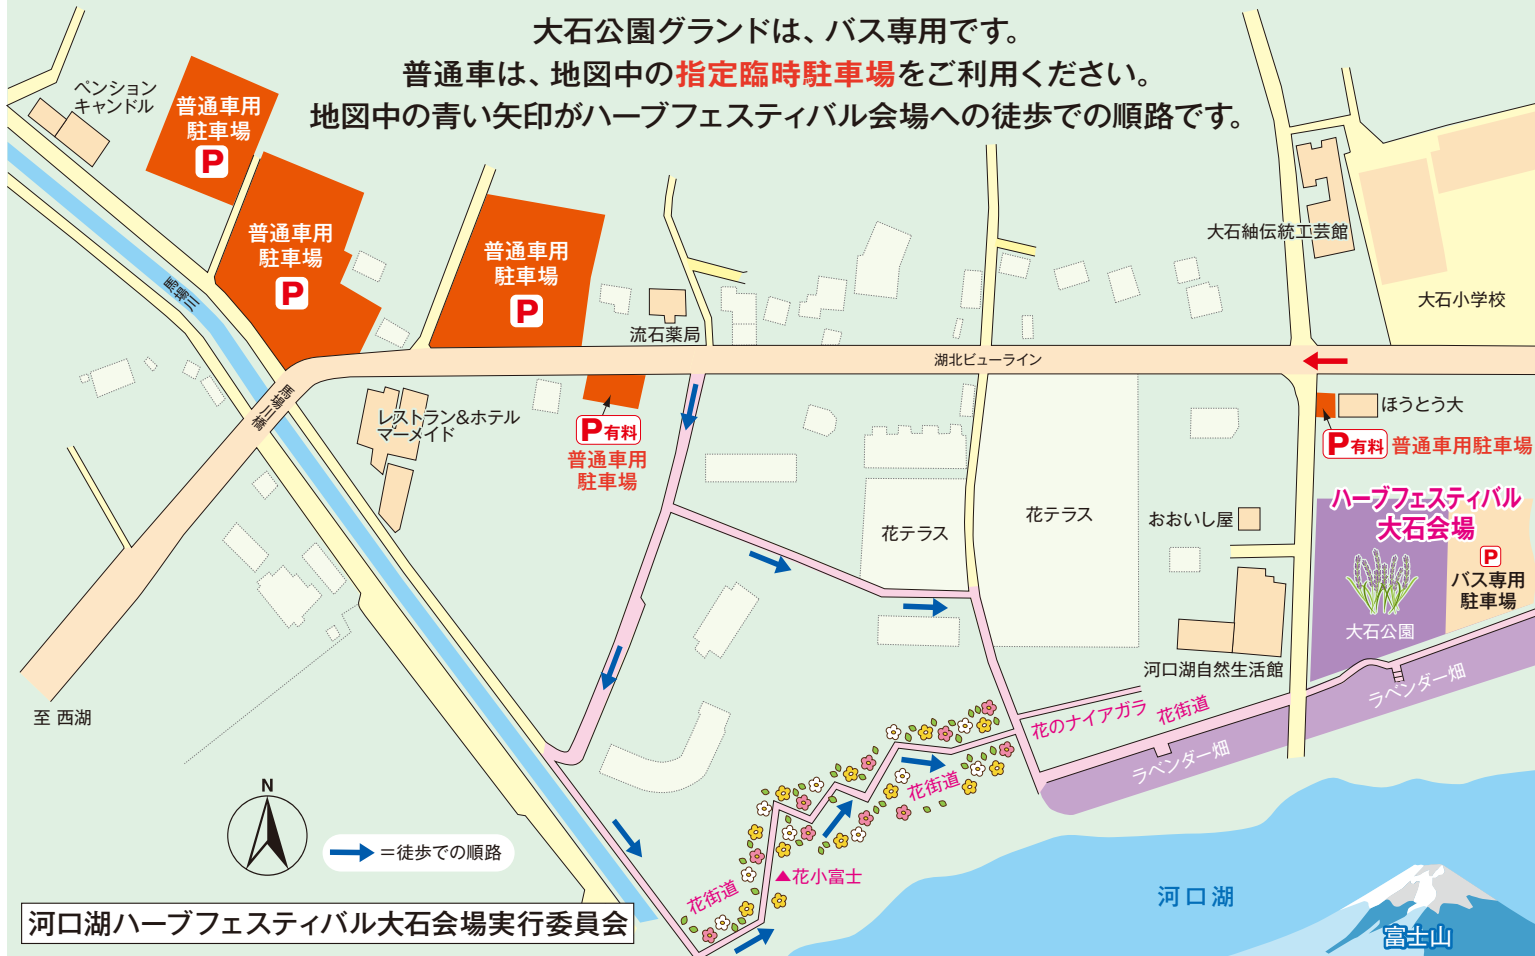 大石公園グランドは、バス専用です。
普通車は、地図中の指定臨時駐車場をご利用ください。
地図中の青い矢印がハーブフェスティバル会場への徒歩での順路です。
ペンション
キャンドル
普通車用
駐車場
P
普通車用
駐車場
P
普通車用
駐車場
P
馬場川
流石薬局
大石紬伝統工芸館
大石小学校
湖北ビューライン
馬場川橋
レストラン&ホテル
マーメイド
P有料
普通車用
駐車場
ほうとう大
P有料 普通車用駐車場
ハーブフェスティバル
大石会場
P
バス専用
駐車場
大石公園
花テラス
花テラス
おおいし屋
河口湖自然生活館
至 西湖
花のナイアガラ
花街道
ラベンダー畑
ラベンダー畑
花街道
花街道
▲花小富士
N
=徒歩での順路
河口湖
富士山
河口湖ハーブフェスティバル大石会場実行委員会